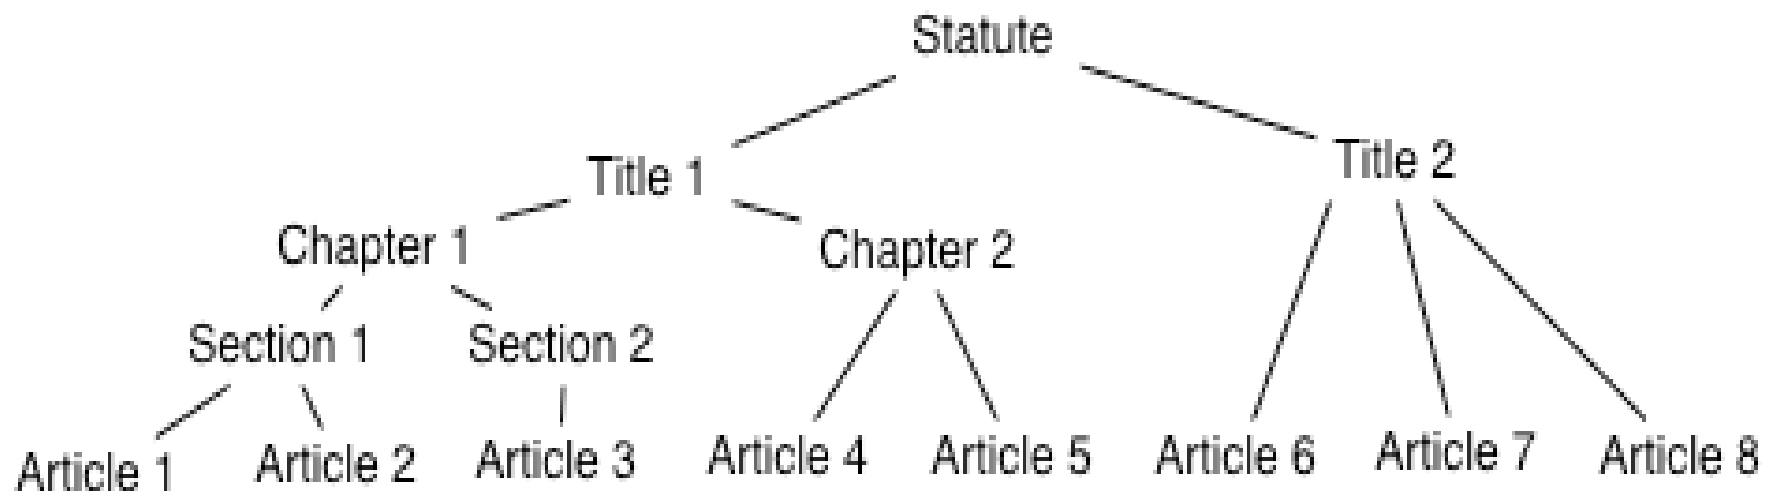 Statute
Title 1
Title 2
Chapter 1
Chapter 2
Section 1
Section 2
Article 1
Article 2
Article 3
Article 4
Article 5
Article 6
Article 7
Article 8